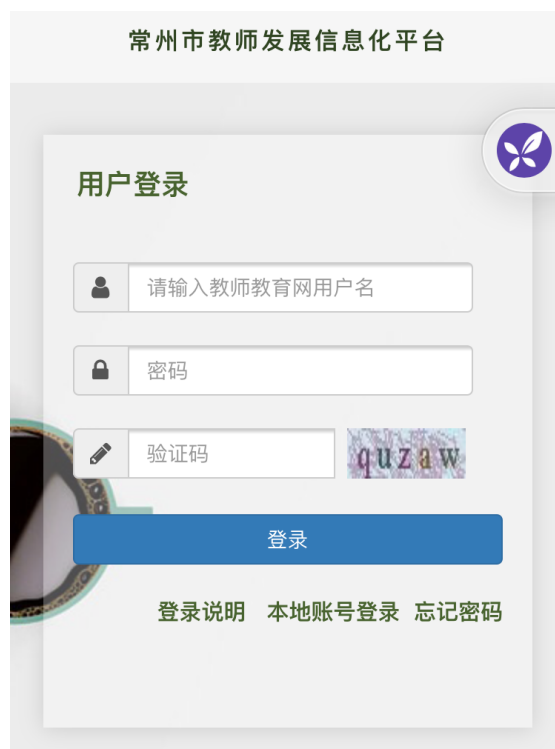 常州市教师发展信息化平台
用户登录
请输入教师教育网用户名
密码
验证码 quzaw
登录
登录说明 本地账号登录 忘记密码